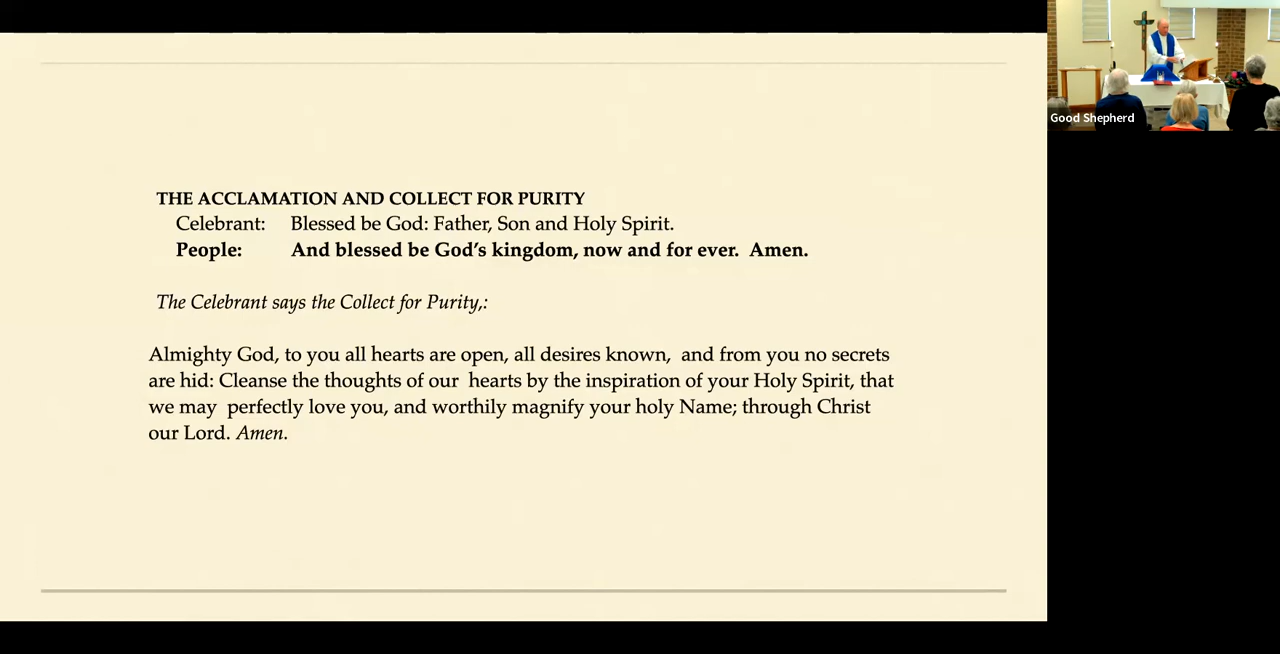 THE ACCLAMATION AND COLLECT FOR PURITY
Celebrant: Blessed be God: Father, Son and Holy Spirit.
People: And blessed be God's kingdom, now and for ever. Amen.
The Celebrant says the Collect for Purity,:
Almighty God, to you all hearts are open, all desires known, and from you no secrets
are hid: Cleanse the thoughts of our hearts by the inspiration of your Holy Spirit, that
we may perfectly love you, and worthily magnify your holy Name; through Christ
our Lord. Amen.
Good Shepherd